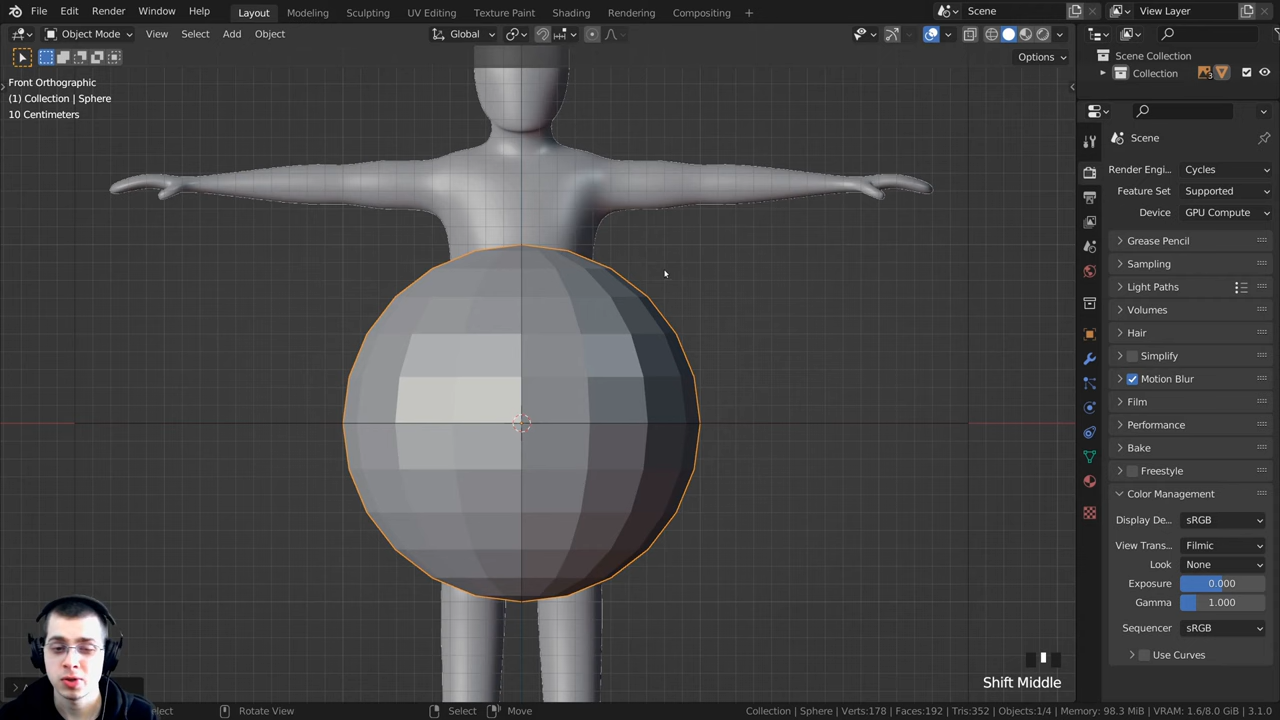 File Edit Render Window Help Layout Modeling Sculpting UV Editing Texture Paint Shading Rendering Compositing + Scene View Layer
Object Mode View Select Add Object Global
Options
Front Orthographic
(1) Collection | Sphere
10 Centimeters
Scene Collection
Collection
Scene
Render Engi... Cycles
Feature Set Supported
Device GPU Compute
Grease Pencil
Sampling
Light Paths
Volumes
Hair
Simplify
Motion Blur
Film
Performance
Bake
Freestyle
Color Management
Display De... sRGB
View Trans... Filmic
Look None
Exposure 0.000
Gamma 1.000
Sequencer sRGB
Use Curves
Shift Middle
Rotate View Select Move Collection | Sphere | Verts:178 | Faces:192 | Tris:352 | Objects:1/4 | Memory: 98.3 MiB | VRAM: 1.6/8.0 GiB | 3.1.0